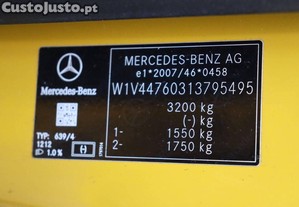 CustoJusto.pt
MERCEDES-BENZ AG
e1*2007/46*0458
W1V44760313795495
Mercedes-Benz
3200 kg
(-) kg
1- 1550 kg
2- 1750 kg
TYP: 639/4
1212
1.0 %